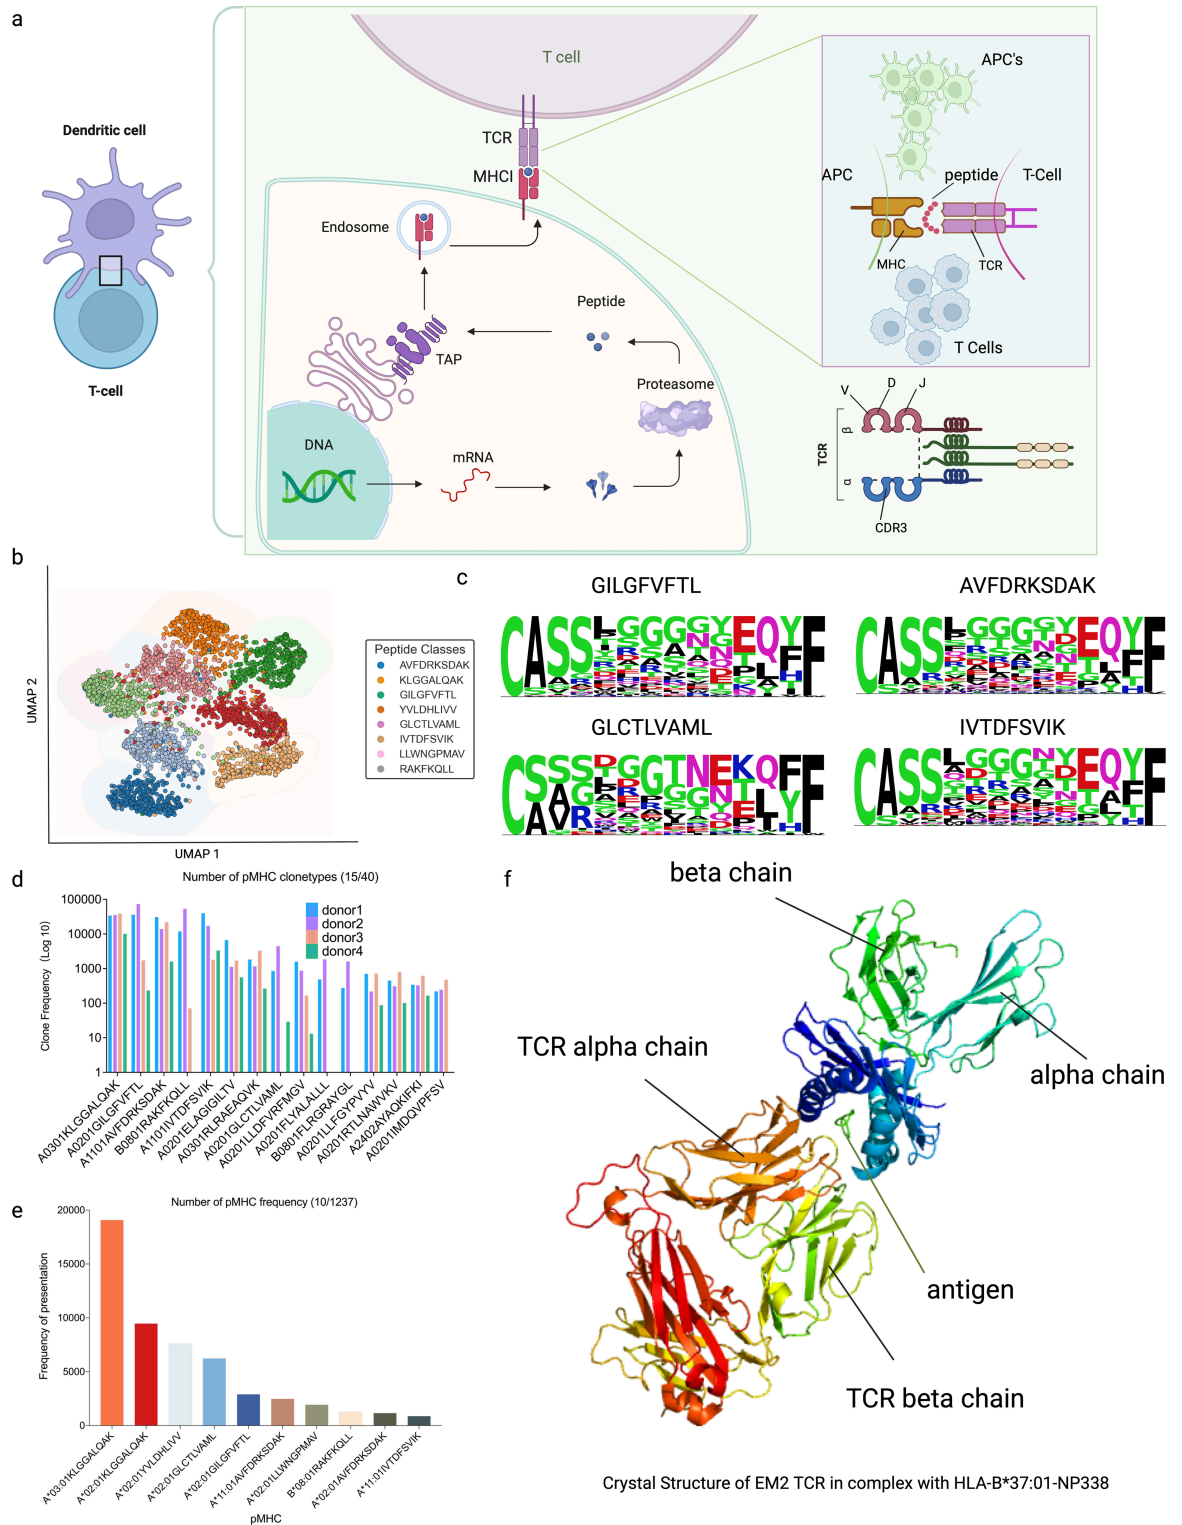 a
T cell
TCR
MHCI
Dendritic cell
T-cell
Endosome
Peptide
TAP
Proteasome
DNA
mRNA
APC's
APC
peptide
T-Cell
MHC
TCR
T Cells
V
D
J
β
TCR
α
CDR3
b
UMAP 2
UMAP 1
Peptide Classes
AVFDRKSDAK
KLGGALQAK
GILGFVFTL
YVLDHLIVV
GLCTLVAML
IVTDFSVIK
LLWNGPMAV
RAKFKQLL
c
GILGFVFTL
AVFDRKSDAK
GLCTLVAML
IVTDFSVIK
d
Number of pMHC clonetypes (15/40)
Clone Frequency (Log 10)
100000
10000
1000
100
10
1
donor1
donor2
donor3
donor4
A0301KLGGALQAK
A0201GILGFVFTL
A1101AVFDRKSDAK
B0801RAKFKQLL
A1101IVTDFSVIK
A0201ELAGIGILTV
A0301RLRAEAQVK
A0201GLCTLVAML
A0201LLDFVRFMGV
A0201FLYALALLL
B0801FLRGRAYGL
A0201LLFGYPVYV
A0201RTLNAWVKV
A2402AYAQKIFKI
A0201IMDQVPFSV
e
Number of pMHC frequency (10/1237)
Frequency of presentation
20000
15000
10000
5000
0
A*03:01KLGGALQAK
A*02:01KLGGALQAK
A*02:01YVLDHLIVV
A*02:01GLCTLVAML
A*02:01GILGFVFTL
A*11:01AVFDRKSDAK
A*02:01LLWNGPMAV
B*08:01RAKFKQLL
A*02:01AVFDRKSDAK
A*11:01IVTDFSVIK
pMHC
f
beta chain
TCR alpha chain
alpha chain
antigen
TCR beta chain
Crystal Structure of EM2 TCR in complex with HLA-B*37:01-NP338